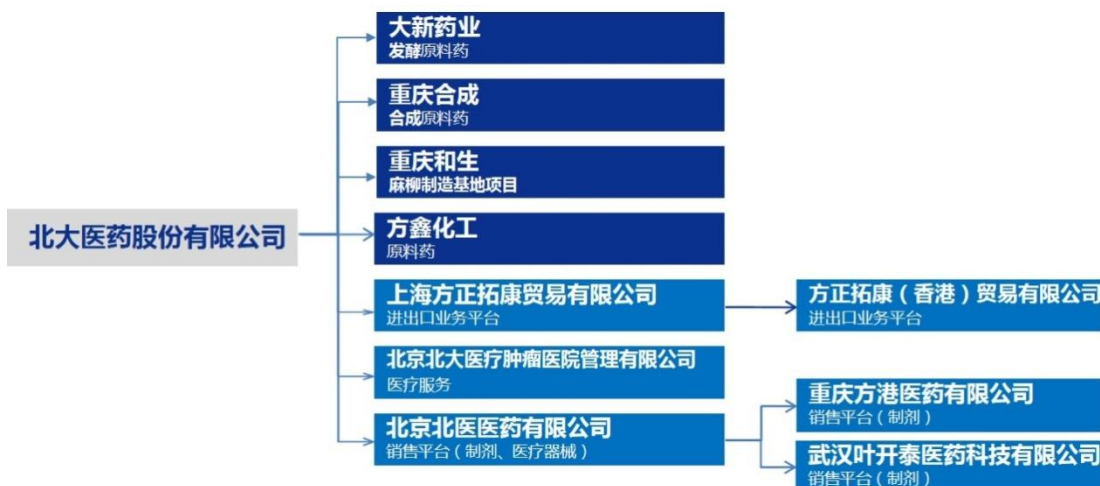 大新药业
发酵原料药
重庆合成
合成原料药
重庆和生
麻柳制造基地项目
北大医药股份有限公司
方鑫化工
原料药
上海方正拓康贸易有限公司
进出口业务平台
方正拓康（香港）贸易有限公司
进出口业务平台
北京北大医疗肿瘤医院管理有限公司
医疗服务
北京北医医药有限公司
销售平台（制剂、医疗器械）
重庆方港医药有限公司
销售平台（制剂）
武汉叶开泰医药科技有限公司
销售平台（制剂）